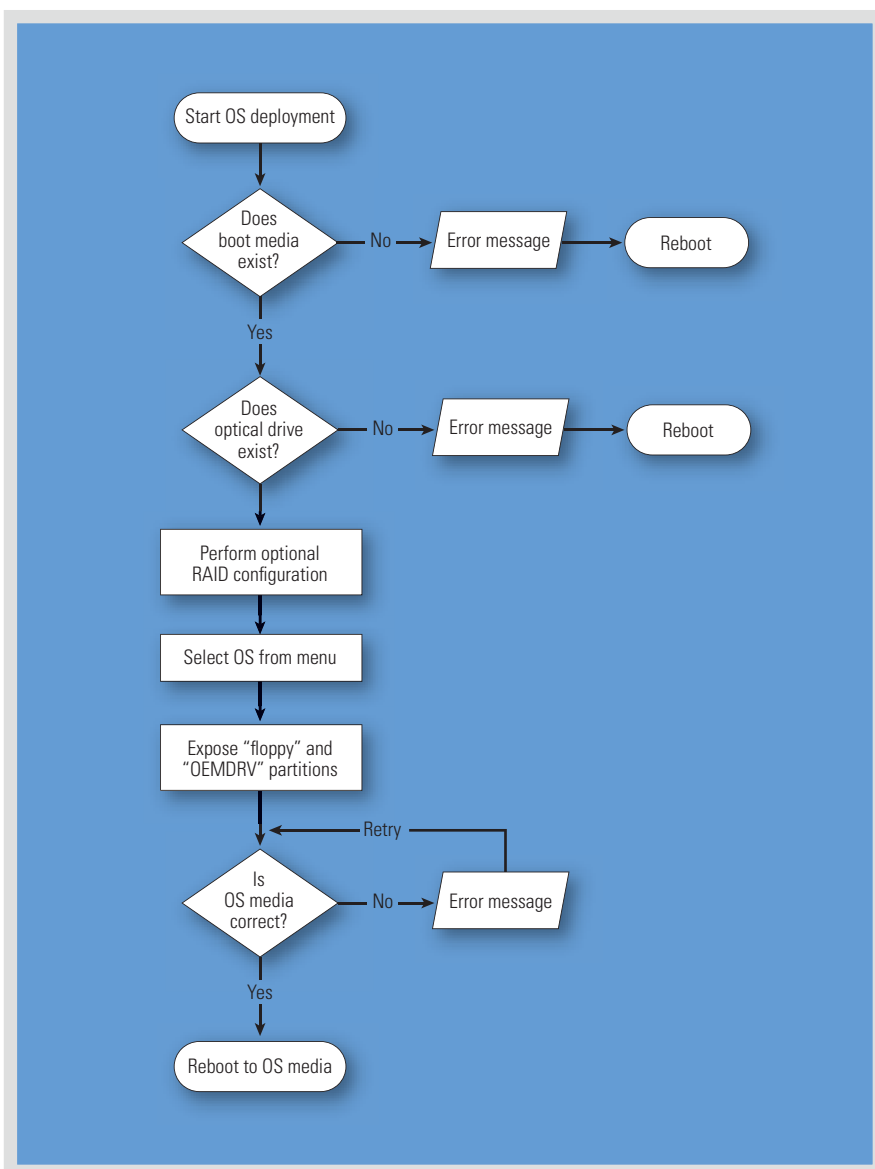 Start OS deployment
Does
boot media
exist?
No
Error message
Reboot
Yes
Does
optical drive
exist?
No
Error message
Reboot
Perform optional
RAID configuration
Select OS from menu
Expose “floppy” and
“OEMDRV” partitions
Retry
Is
OS media
correct?
No
Error message
Yes
Reboot to OS media